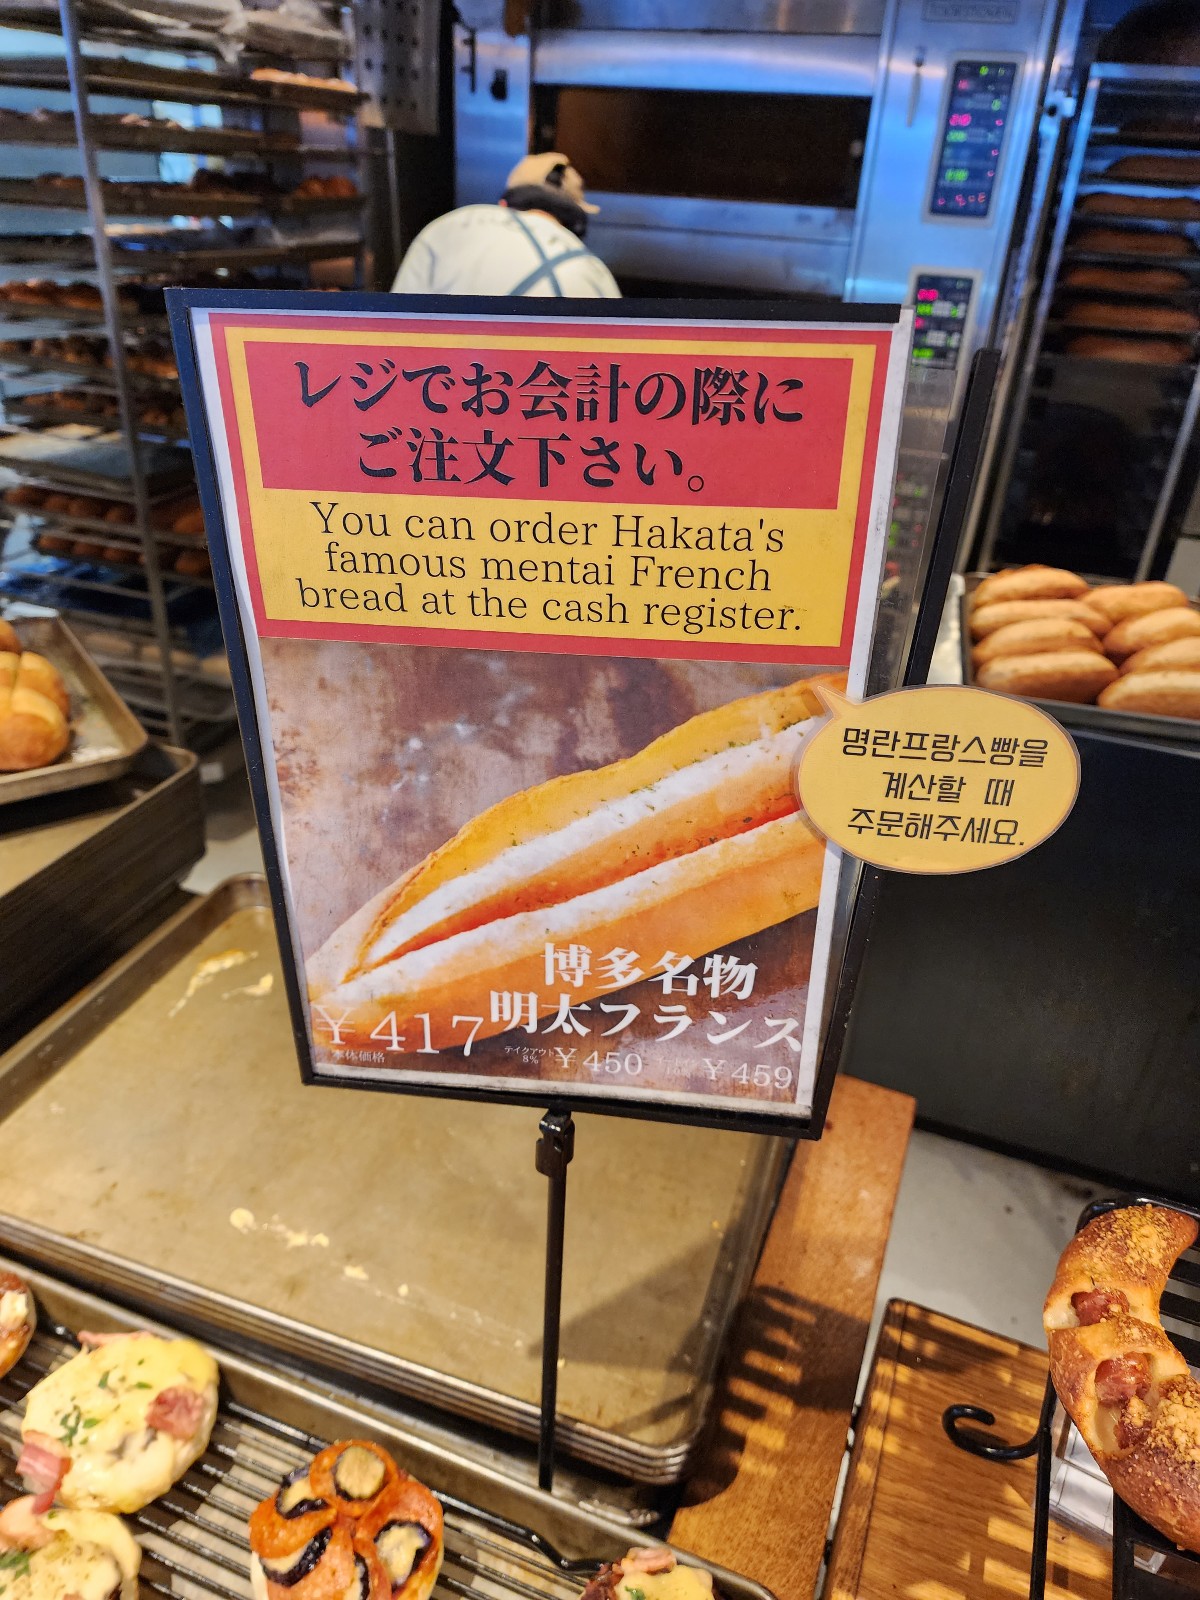 レジでお会計の際に
ご注文下さい。
You can order Hakata's
famous mentai French
bread at the cash register.
명란프랑스빵을
계산할 때
주문해주세요.
博多名物
明太フランス
¥417
本体価格
テイクアウト
8% ¥450
¥459